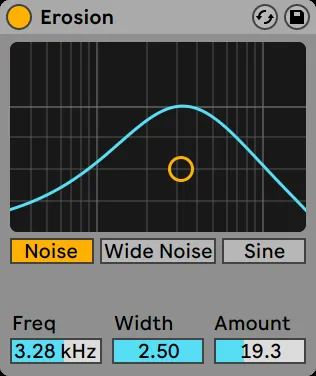 Erosion
Noise Wide Noise Sine
Freq Width Amount
3.28 kHz 2.50 19.3